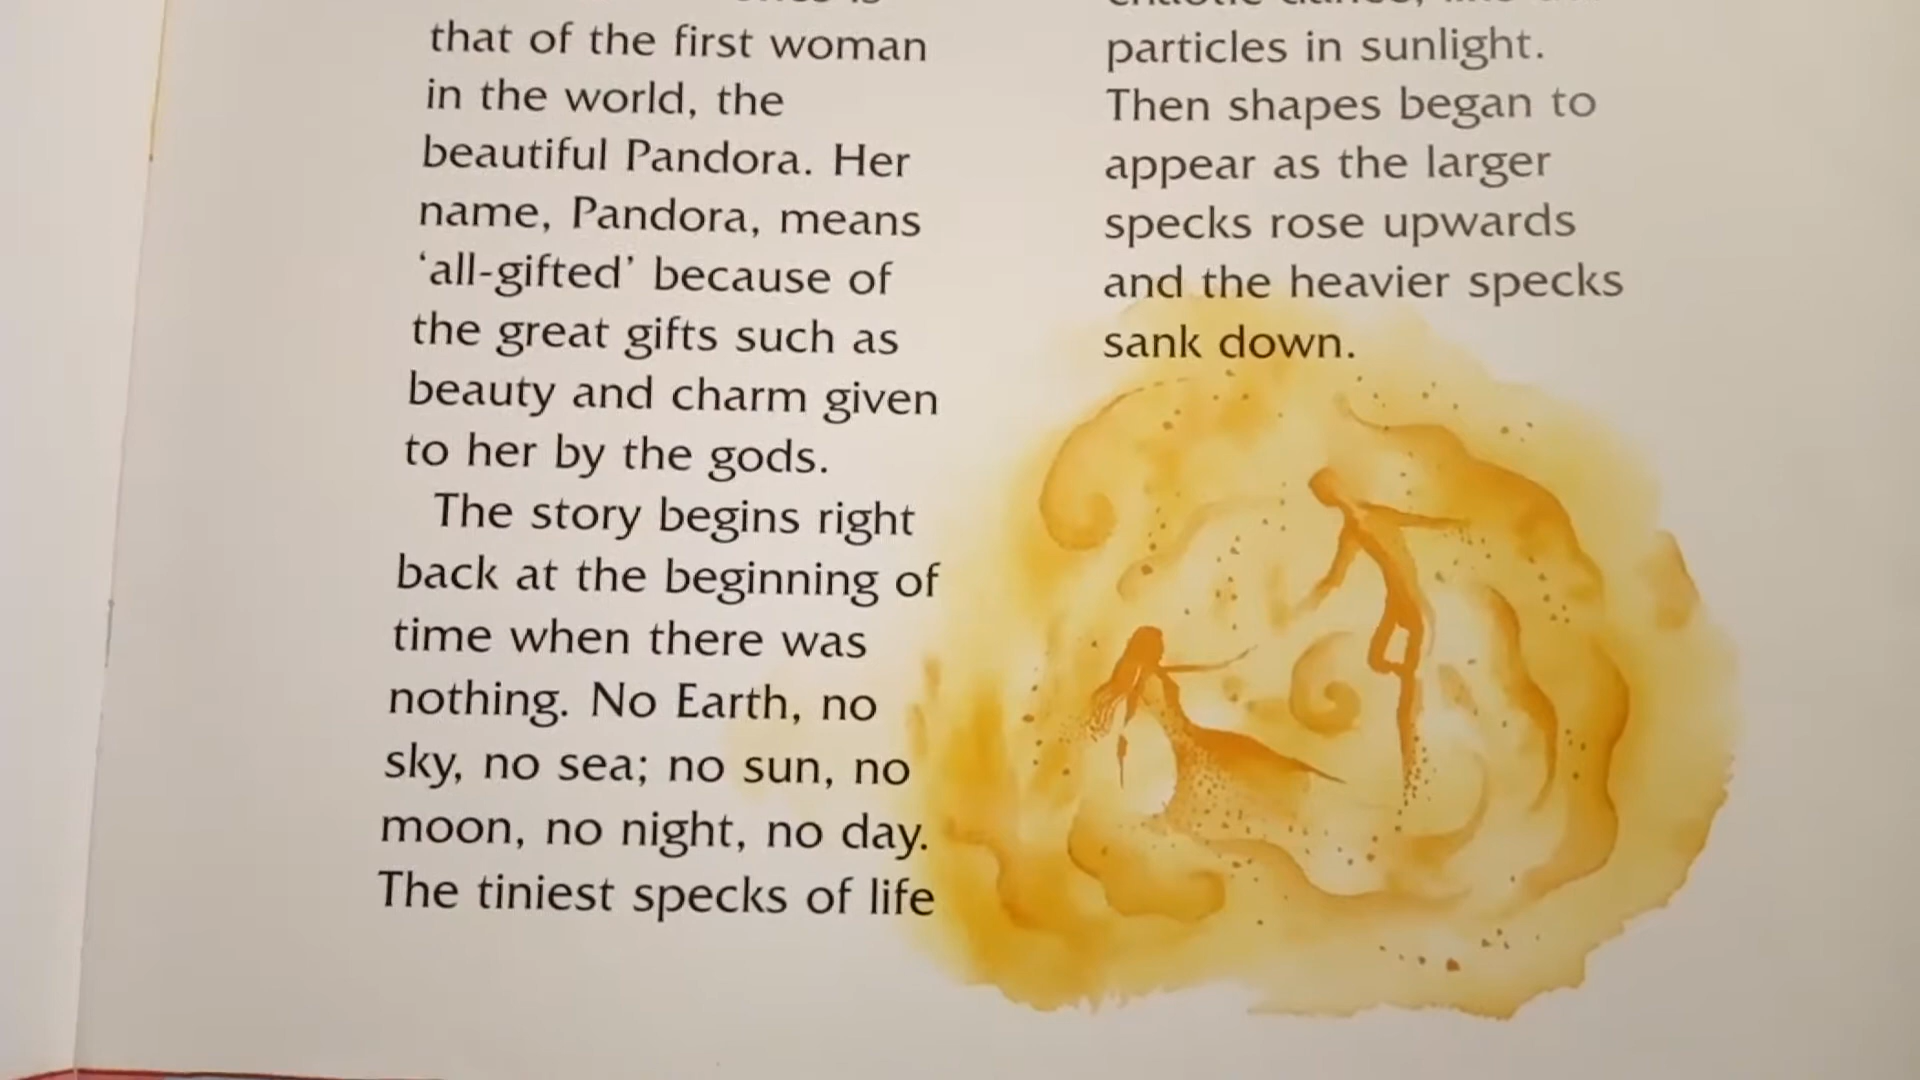 that of the first woman
in the world, the
beautiful Pandora. Her
name, Pandora, means
‘all-gifted’ because of
the great gifts such as
beauty and charm given
to her by the gods.
The story begins right
back at the beginning of
time when there was
nothing. No Earth, no
sky, no sea; no sun, no
moon, no night, no day.
The tiniest specks of life
particles in sunlight.
Then shapes began to
appear as the larger
specks rose upwards
and the heavier specks
sank down.